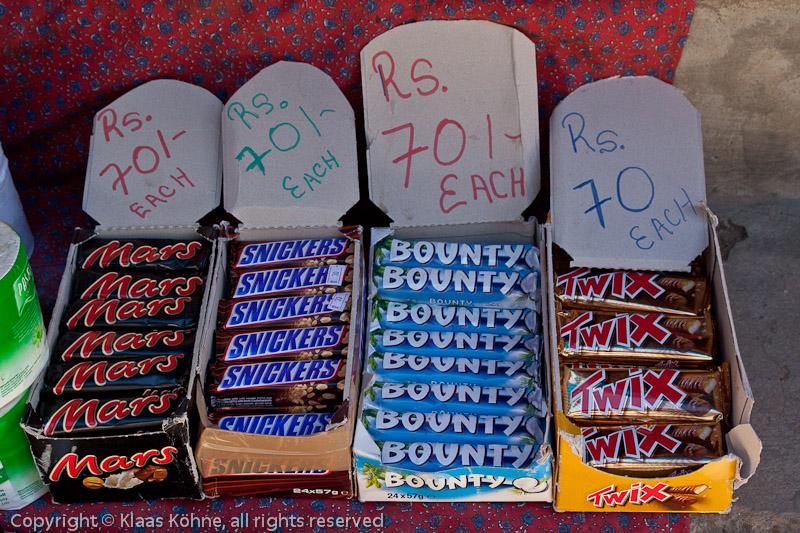 Rs.
70/-
EACH
Rs.
70/-
EACH
Rs.
70/-
EACH
Rs.
70
EACH
Mars
Mars
Mars
Mars
Mars
Mars
Mars
SNICKERS
SNICKERS
SNICKERS
SNICKERS
SNICKERS
SNICKERS
SNICKERS
24x57g
BOUNTY
BOUNTY
BOUNTY
BOUNTY
BOUNTY
BOUNTY
BOUNTY
BOUNTY
BOUNTY
BOUNTY
24x57g
TWIX
TWIX
TWIX
TWIX
TWIX
Copyright © Klaas Köhne, all rights reserved